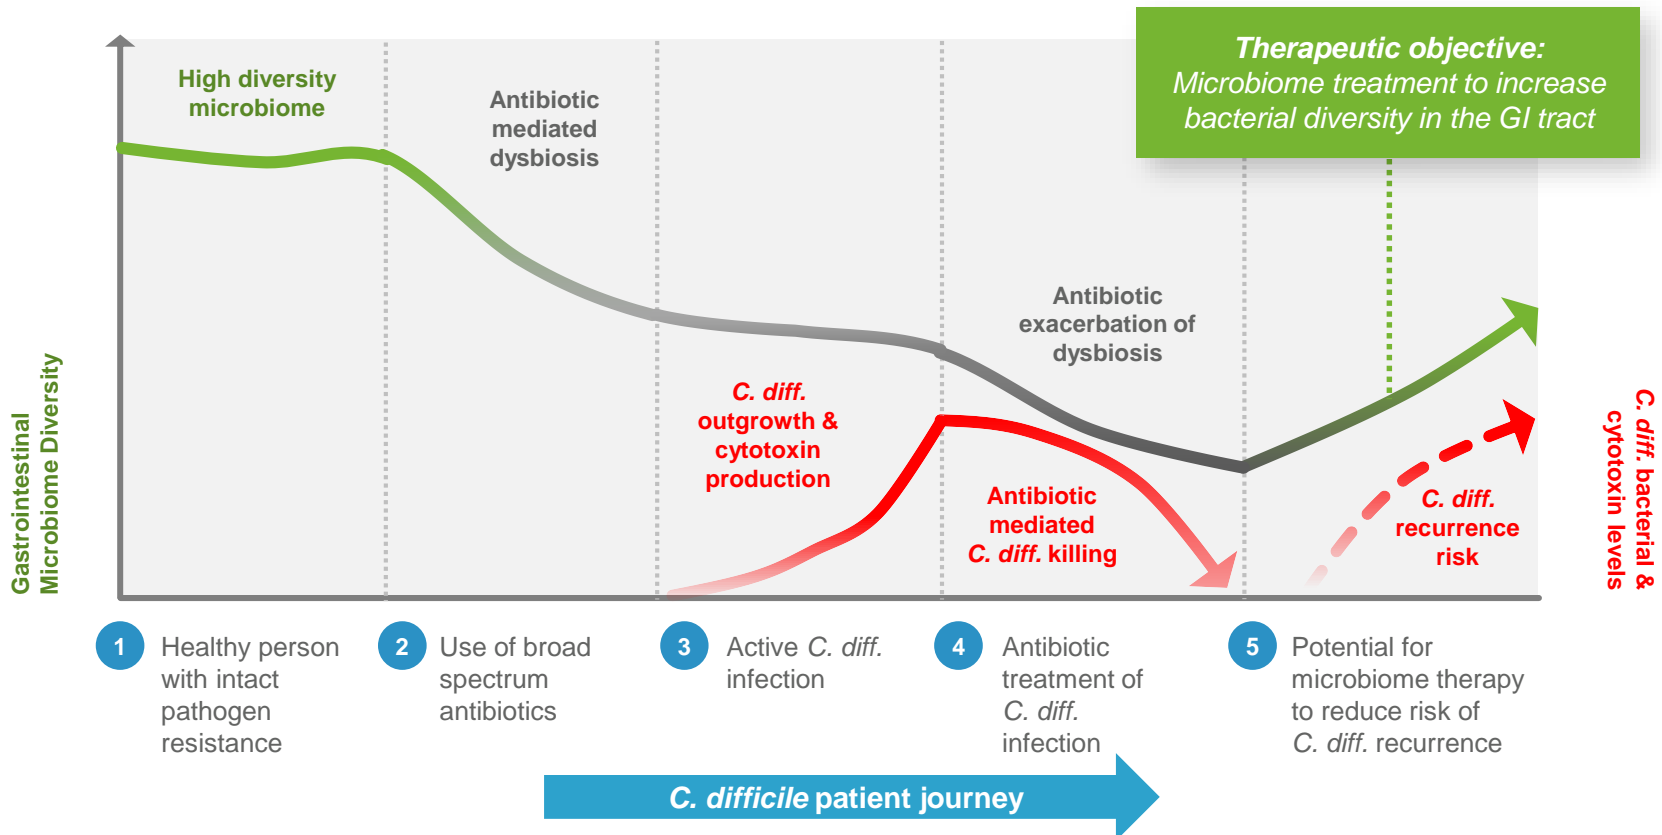 Therapeutic objective:
Microbiome treatment to increase
bacterial diversity in the GI tract
High diversity
microbiome
Antibiotic
mediated
dysbiosis
Antibiotic
exacerbation of
dysbiosis
C. diff.
outgrowth &
cytotoxin
production
Antibiotic
mediated
C. diff. killing
C. diff.
recurrence
risk
Gastrointestinal
Microbiome Diversity
C. diff. bacterial &
cytotoxin levels
1
Healthy person
with intact
pathogen
resistance
2
Use of broad
spectrum
antibiotics
3
Active C. diff.
infection
4
Antibiotic
treatment of
C. diff.
infection
5
Potential for
microbiome therapy
to reduce risk of
C. diff. recurrence
C. difficile patient journey